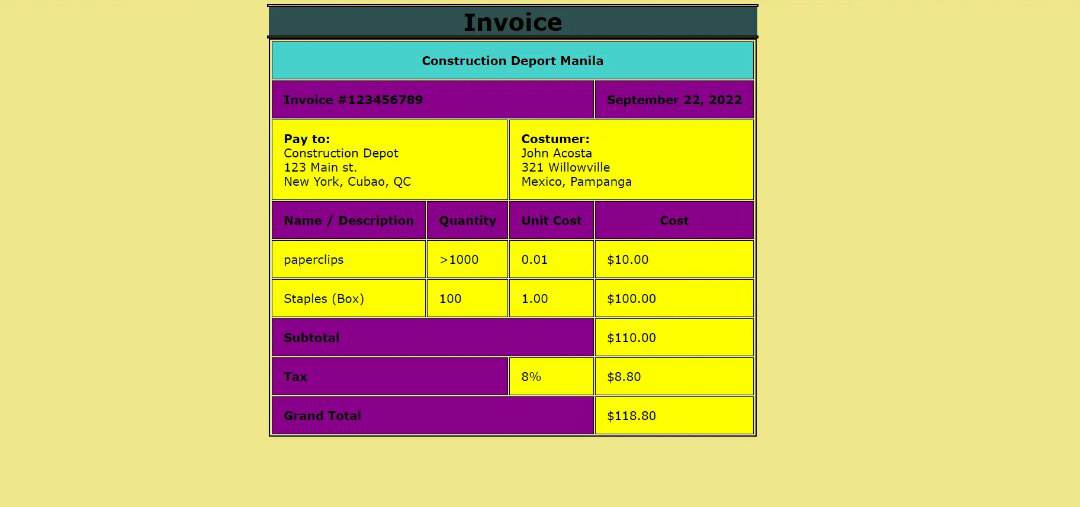 Invoice
Construction Deport Manila
Invoice #123456789 September 22, 2022
Pay to:
Construction Depot
123 Main st.
New York, Cubao, QC
Costumer:
John Acosta
321 Willowville
Mexico, Pampanga
Name / Description Quantity Unit Cost Cost
paperclips >1000 0.01 $10.00
Staples (Box) 100 1.00 $100.00
Subtotal $110.00
Tax 8% $8.80
Grand Total $118.80